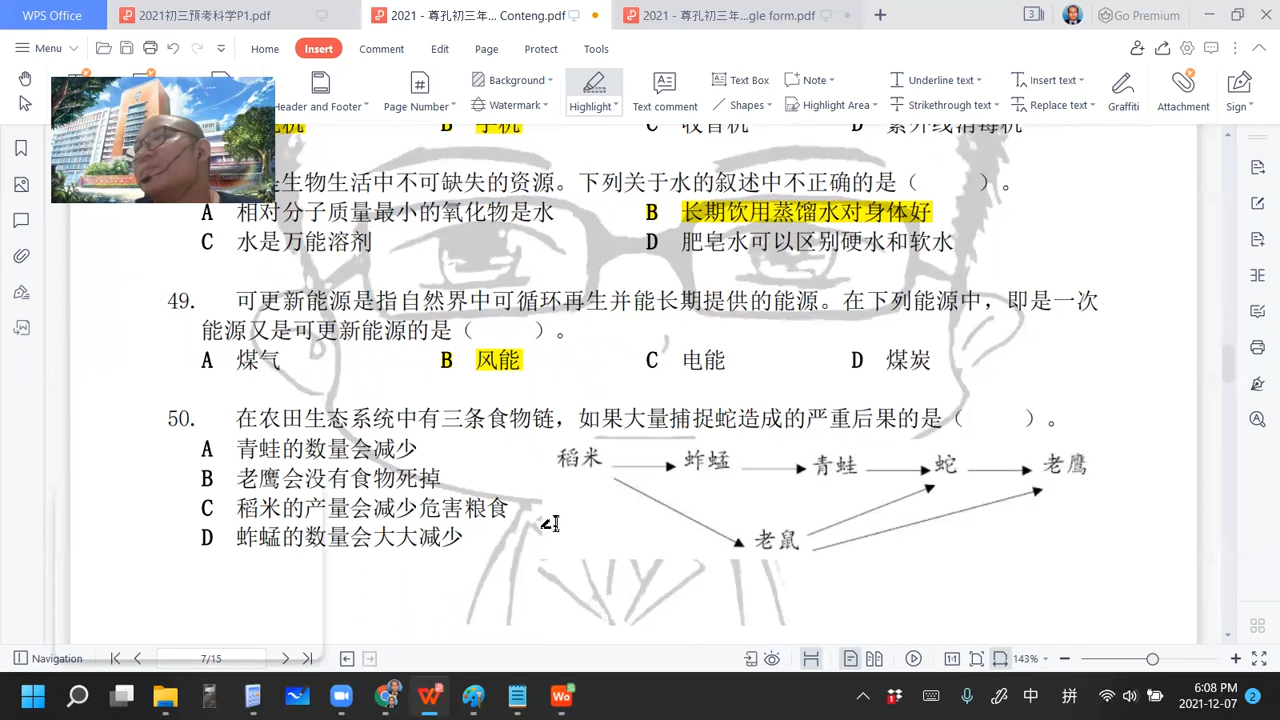 WPS Office
2021初三预考科学P1.pdf
2021 - 尊孔初三年... Conteng.pdf
2021 - 尊孔初三年...gle form.pdf
3
Go Premium
Menu
Home
Insert
Comment
Edit
Page
Protect
Tools
Header and Footer
Page Number
Background
Watermark
Highlight
Text comment
Text Box
Shapes
Note
Highlight Area
Underline text
Strikethrough text
Insert text
Replace text
Graffiti
Attachment
Sign
B 手机 C 收音机 D 紫外线消毒机
生物生活中不可缺失的资源。下列关于水的叙述中不正确的是（ ）。
A 相对分子质量最小的氧化物是水 B 长期饮用蒸馏水对身体好
C 水是万能溶剂 D 肥皂水可以区别硬水和软水
49. 可更新能源是指自然界中可循环再生并能长期提供的能源。在下列能源中，即是一次
能源又是可更新能源的是（ ）。
A 煤气 B 风能 C 电能 D 煤炭
50. 在农田生态系统中有三条食物链，如果大量捕捉蛇造成的严重后果的是（ ）。
A 青蛙的数量会减少
B 老鹰会没有食物死掉
C 稻米的产量会减少危害粮食
D 蚱蜢的数量会大大减少
稻米 蚱蜢 青蛙 蛇 老鹰
老鼠
Navigation
7/15
143%
中
拼
6:08 PM
2021-12-07
2